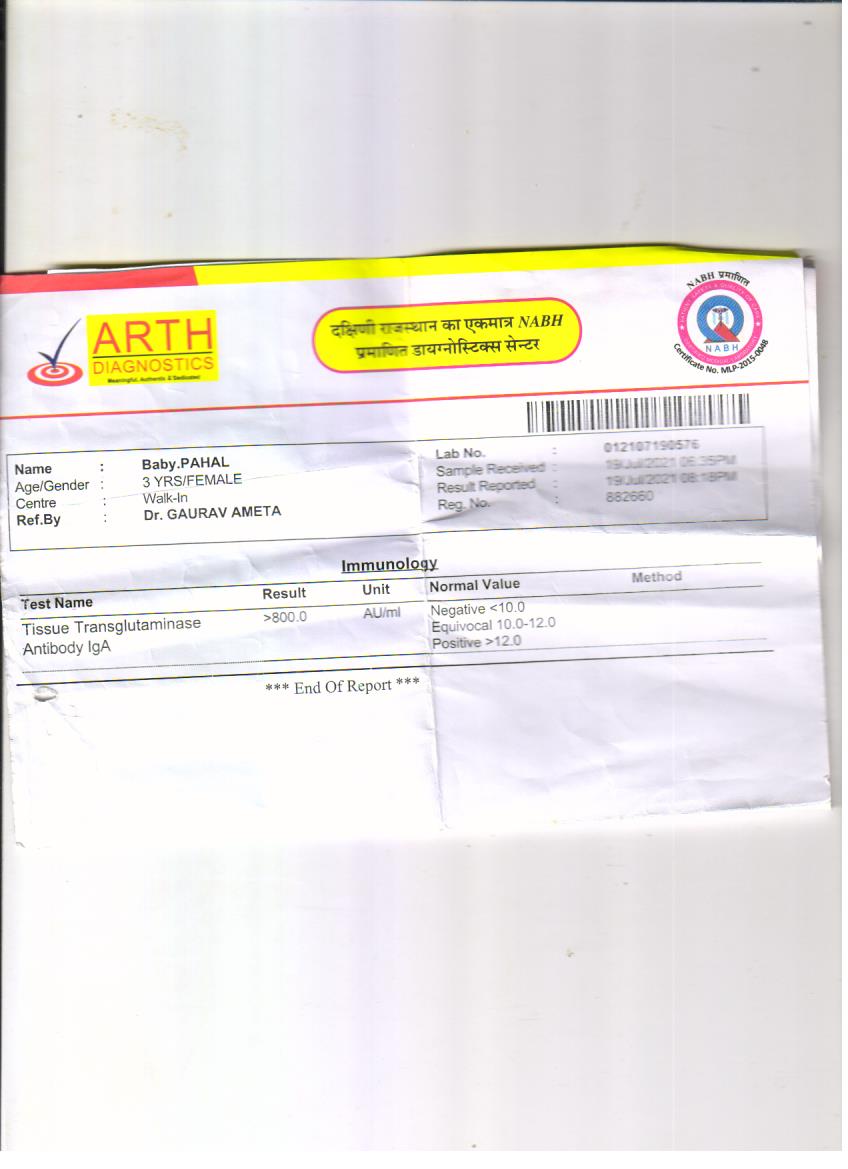 ARTH
DIAGNOSTICS
Meaningful, Authentic & Dedicated
दक्षिणी राजस्थान का एकमात्र NABH
प्रमाणित डायग्नोस्टिक्स सेन्टर
NABH प्रमाणित
NABH
Certificate No. MLP-2015-0048
Name : Baby.PAHAL
Age/Gender : 3 YRS/FEMALE
Centre : Walk-In
Ref.By : Dr. GAURAV AMETA
Lab No. : 012107190576
Sample Received : 19/Jul/2021 06:35PM
Result Reported : 19/Jul/2021 08:18PM
Reg. No. : 882660
Immunology
Test Name Result Unit Normal Value Method
Tissue Transglutaminase >800.0 AU/ml Negative <10.0
Antibody IgA Equivocal 10.0-12.0
Positive >12.0
*** End Of Report ***